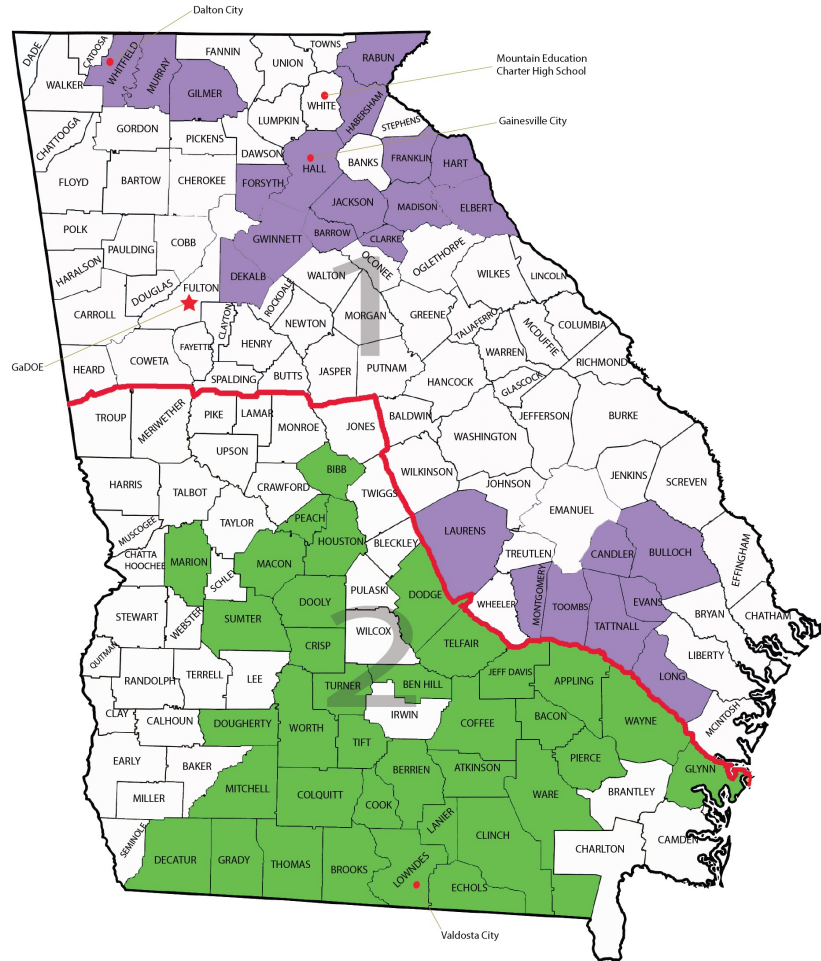 Dalton City
Mountain Education
Charter High School
Gainesville City
GaDOE
Valdosta City
DADE
CATOOSA
WALKER
WHITFIELD
MURRAY
FANNIN
GILMER
UNION
TOWNS
RABUN
WHITE
HABERSHAM
LUMPKIN
STEPHENS
CHATTOOGA
GORDON
PICKENS
DAWSON
HALL
BANKS
FRANKLIN
HART
FLOYD
BARTOW
CHEROKEE
FORSYTH
JACKSON
MADISON
ELBERT
POLK
PAULDING
COBB
GWINNETT
BARROW
CLARKE
OCONEE
OGLETHORPE
HARALSON
DOUGLAS
FULTON
DEKALB
WALTON
WILKES
LINCOLN
CARROLL
CLAYTON
ROCKDALE
NEWTON
MORGAN
GREENE
TALIAFERRO
MCDUFFIE
COLUMBIA
1
HEARD
COWETA
FAYETTE
HENRY
SPALDING
BUTTS
JASPER
PUTNAM
WARREN
RICHMOND
HANCOCK
GLASCOCK
TROUP
MERIWETHER
PIKE
LAMAR
MONROE
JONES
BALDWIN
JEFFERSON
BURKE
UPSON
WASHINGTON
HARRIS
TALBOT
CRAWFORD
BIBB
TWIGGS
WILKINSON
JOHNSON
JENKINS
SCREVEN
MUSCOGEE
TAYLOR
PEACH
HOUSTON
BLECKLEY
LAURENS
EMANUEL
CHATTA
HOOCHEE
MARION
SCHLEY
MACON
PULASKI
DODGE
TREUTLEN
CANDLER
BULLOCH
EFFINGHAM
STEWART
WEBSTER
SUMTER
DOOLY
WILCOX
WHEELER
MONTGOMERY
TOOMBS
EVANS
TATTNALL
BRYAN
CHATHAM
QUITMAN
RANDOLPH
TERRELL
LEE
CRISP
TELFAIR
LIBERTY
LONG
2
CLAY
CALHOUN
DOUGHERTY
TURNER
BEN HILL
JEFF DAVIS
APPLING
MCINTOSH
WORTH
IRWIN
COFFEE
BACON
WAYNE
EARLY
BAKER
TIFT
PIERCE
GLYNN
MILLER
MITCHELL
COLQUITT
BERRIEN
ATKINSON
WARE
BRANTLEY
SEMINOLE
COOK
LANIER
CLINCH
CHARLTON
CAMDEN
DECATUR
GRADY
THOMAS
BROOKS
LOWNDES
ECHOLS